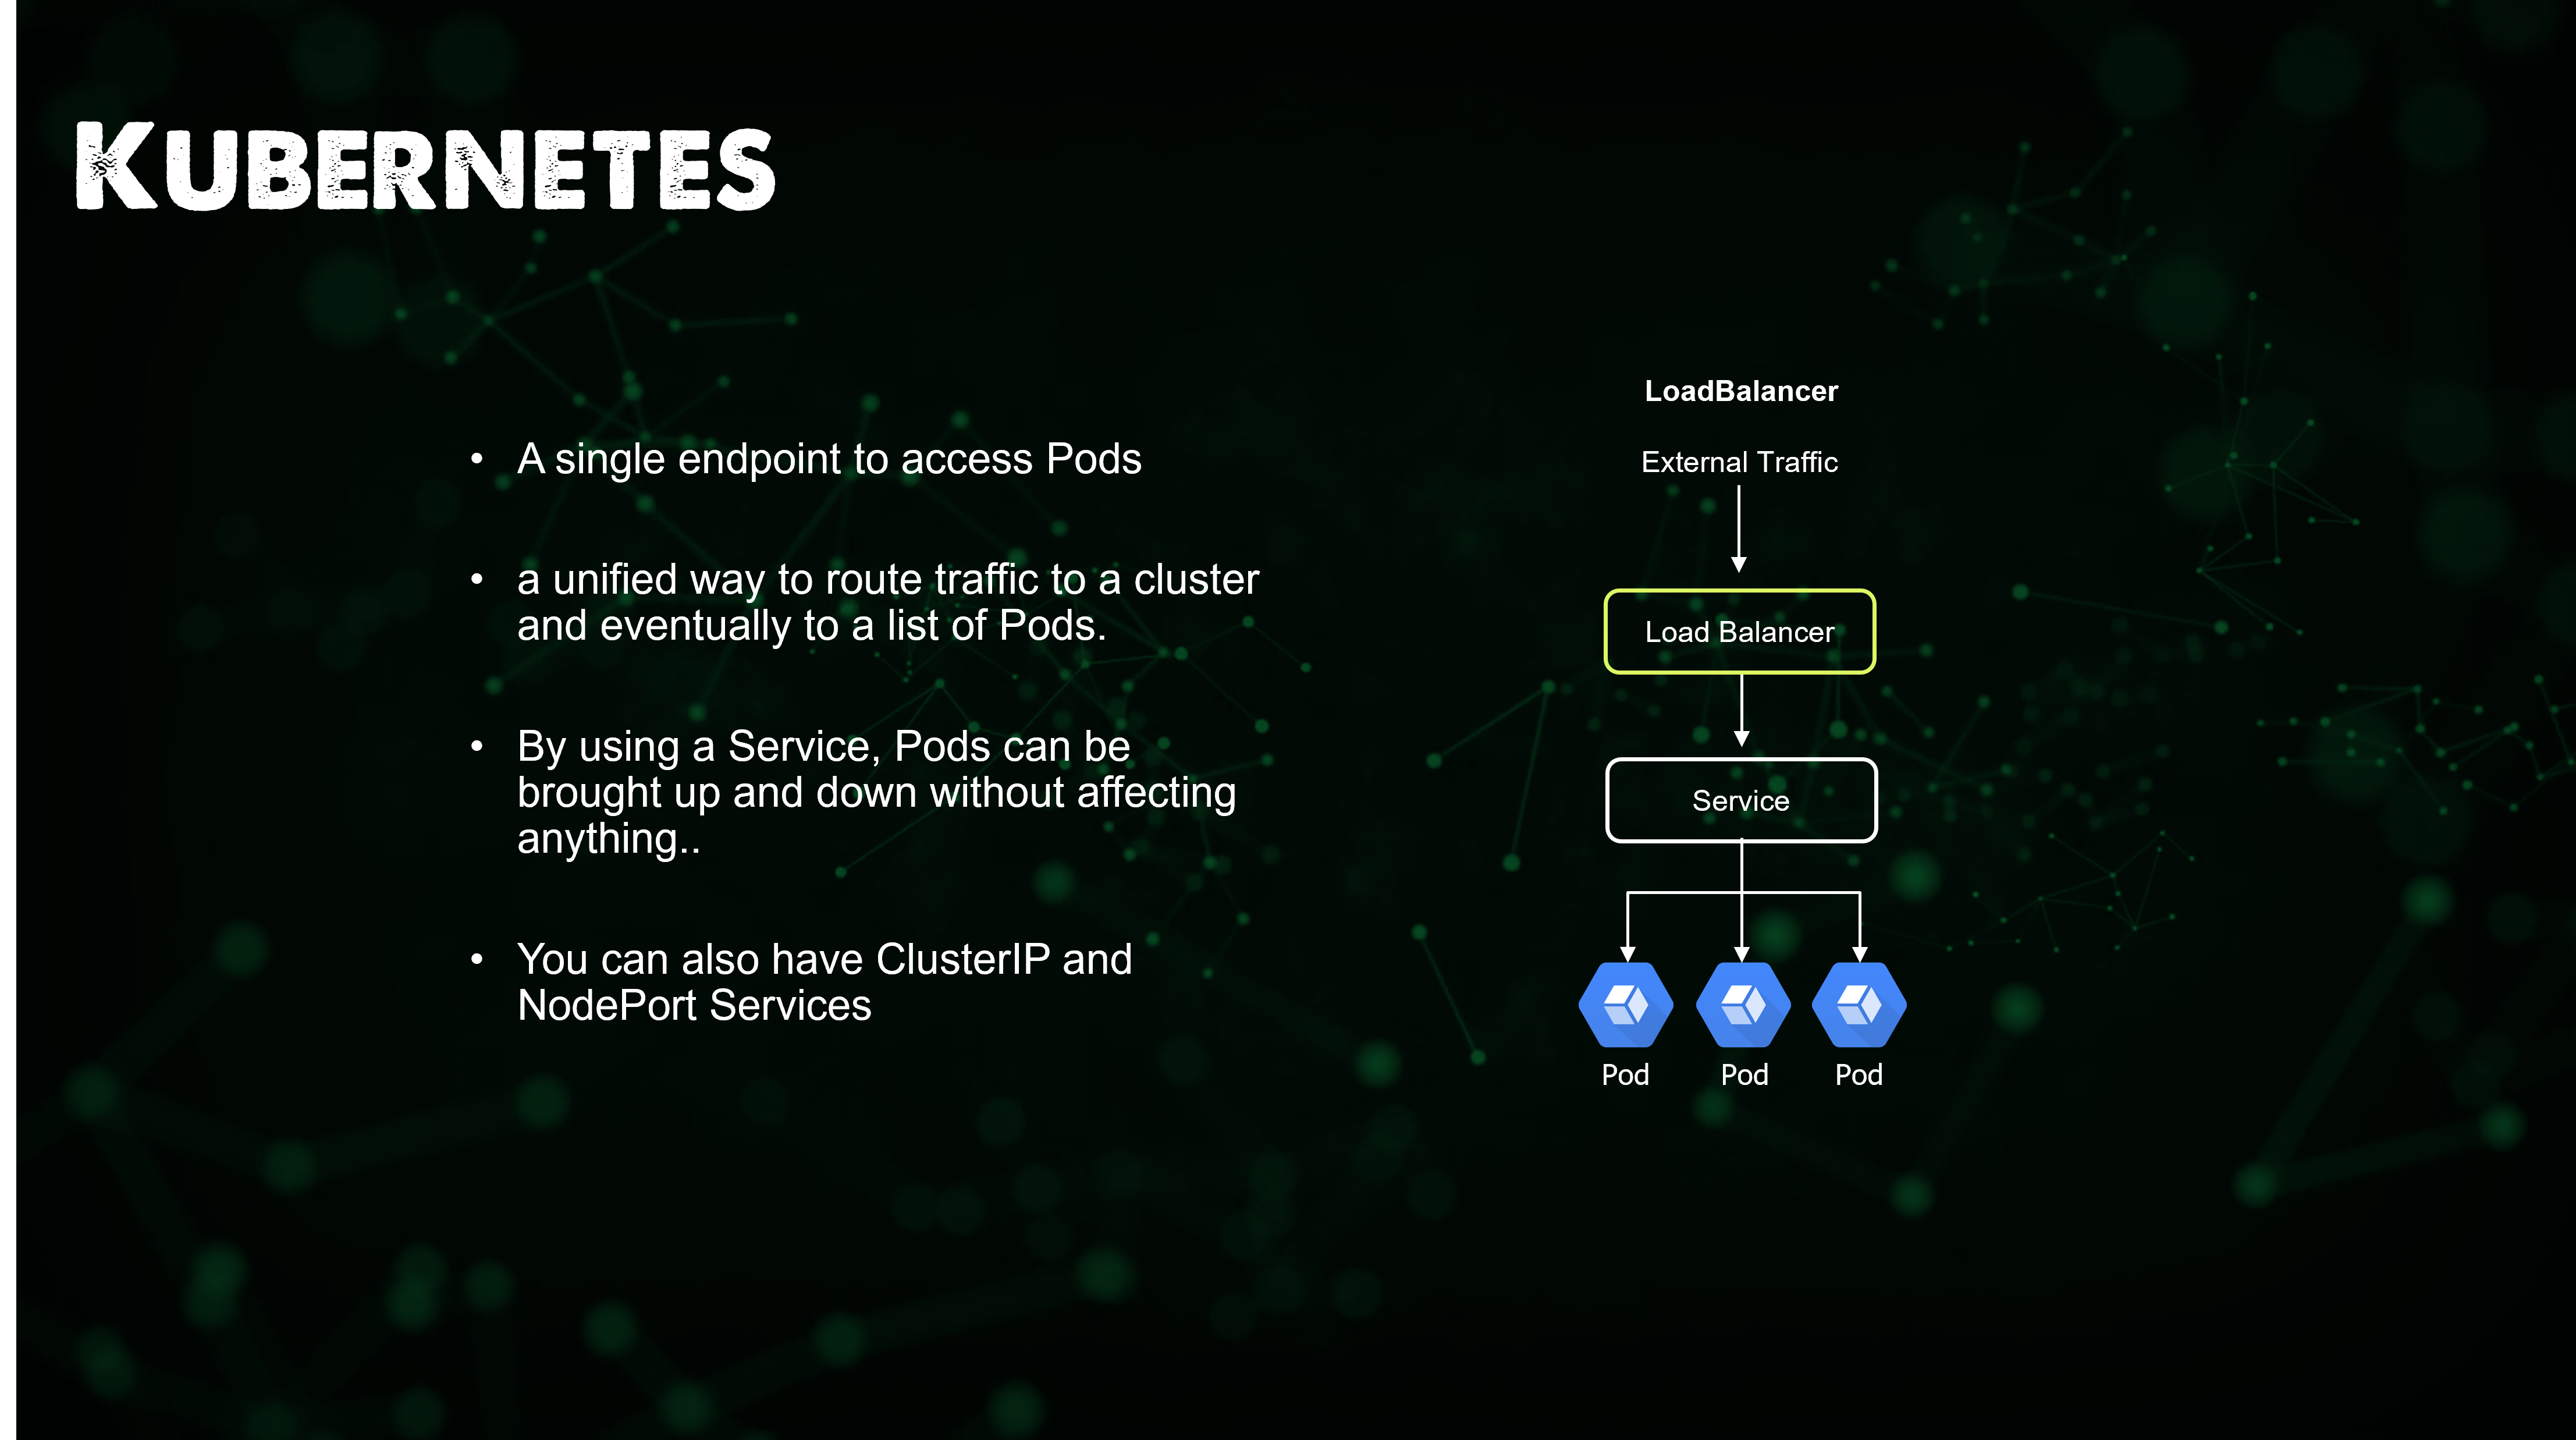 KUBERNETES
• A single endpoint to access Pods
• a unified way to route traffic to a cluster
and eventually to a list of Pods.
• By using a Service, Pods can be
brought up and down without affecting
anything..
• You can also have ClusterIP and
NodePort Services
LoadBalancer
External Traffic
Load Balancer
Service
Pod Pod Pod